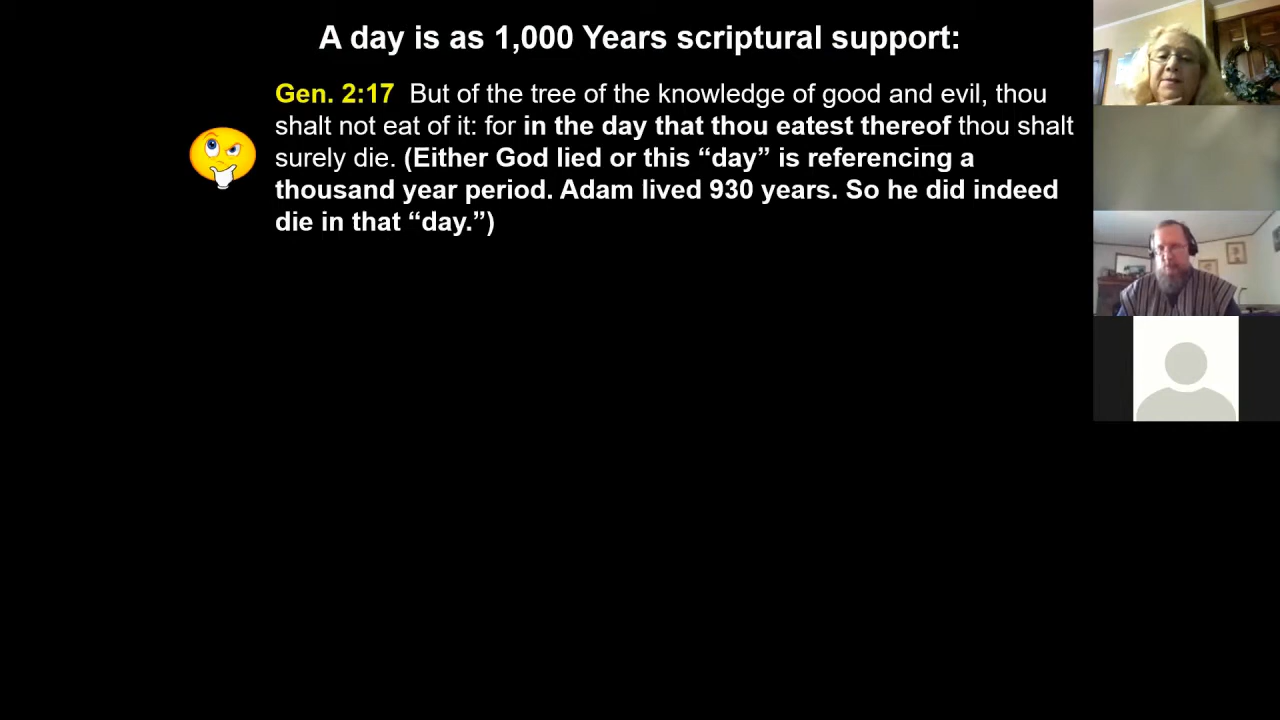 A day is as 1,000 Years scriptural support:
Gen. 2:17  But of the tree of the knowledge of good and evil, thou
shalt not eat of it: for in the day that thou eatest thereof thou shalt
surely die. (Either God lied or this “day” is referencing a
thousand year period. Adam lived 930 years. So he did indeed
die in that “day.”)